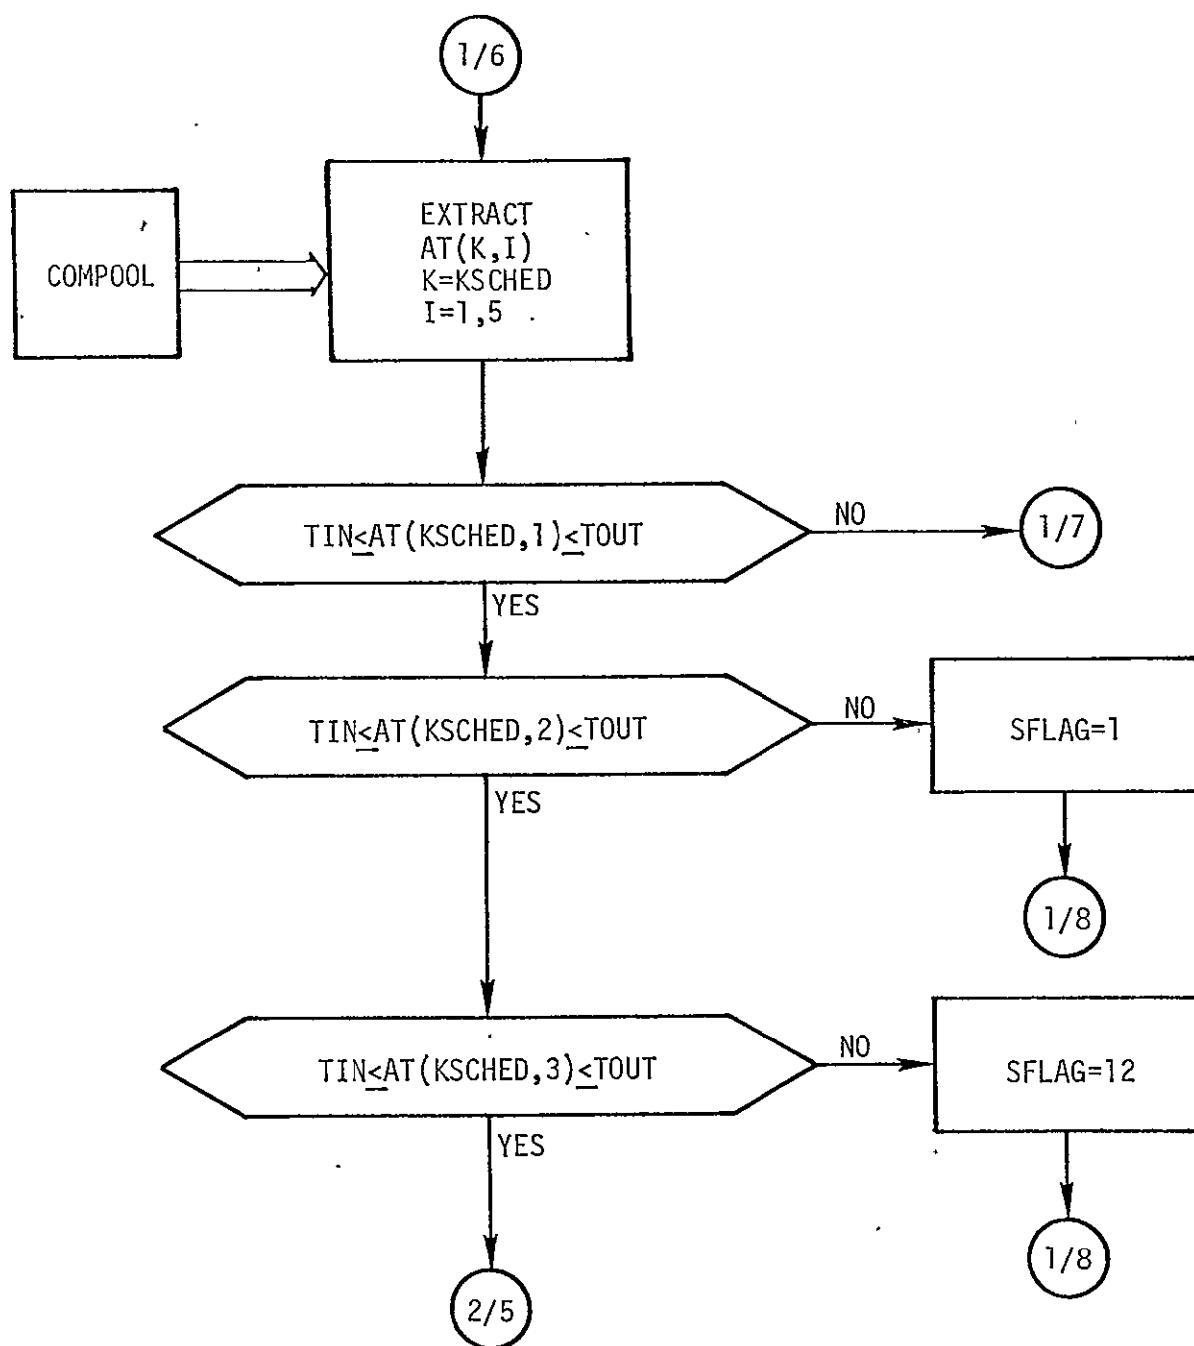 1/6
COMPOOL
EXTRACT
AT(K,I)
K=KSCHED
I=1,5
TIN≤AT(KSCHED,1)≤TOUT
NO
1/7
YES
TIN≤AT(KSCHED,2)≤TOUT
NO
SFLAG=1
YES
1/8
TIN≤AT(KSCHED,3)≤TOUT
NO
SFLAG=12
YES
1/8
2/5